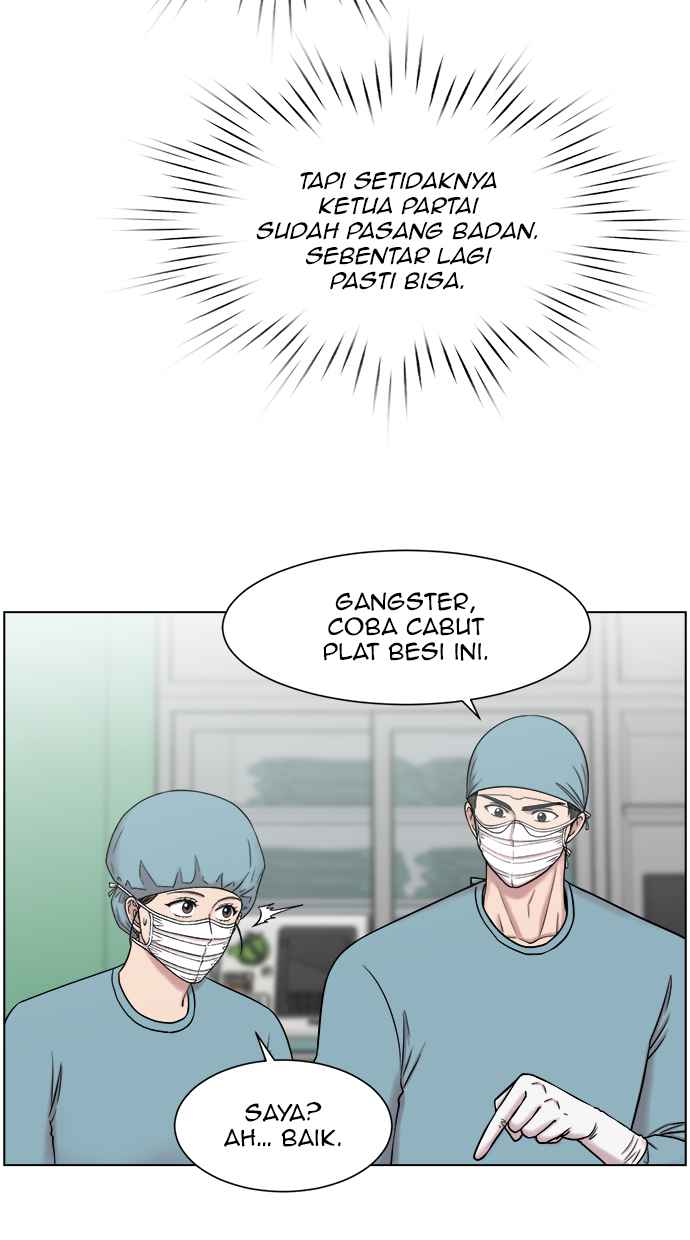 TAPI SETIDAKNYA
KETUA PARTAI
SUDAH PASANG BADAN.
SEBENTAR LAGI
PASTI BISA.
GANGSTER,
COBA CABUT
PLAT BESI INI.
SAYA?
AH... BAIK.